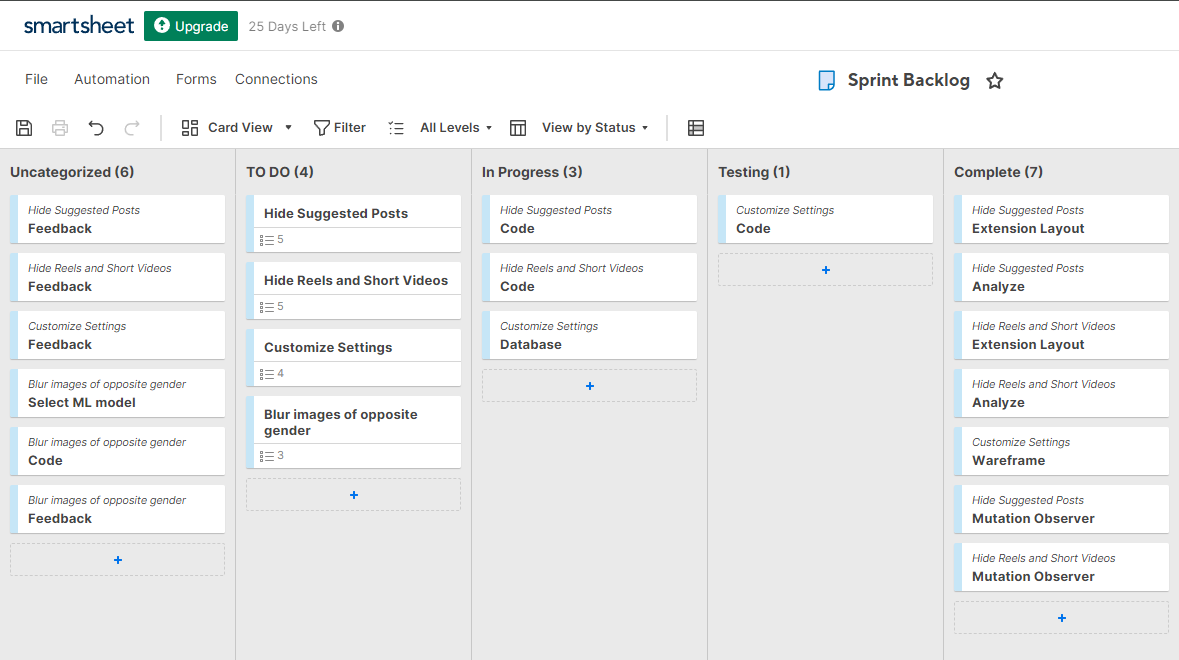 smartsheet
Upgrade
25 Days Left
File
Automation
Forms
Connections
Sprint Backlog
Card View
Filter
All Levels
View by Status
Uncategorized (6)
Hide Suggested Posts
Feedback
Hide Reels and Short Videos
Feedback
Customize Settings
Feedback
Blur images of opposite gender
Select ML model
Blur images of opposite gender
Code
Blur images of opposite gender
Feedback
+
TO DO (4)
Hide Suggested Posts
5
Hide Reels and Short Videos
5
Customize Settings
4
Blur images of opposite
gender
3
+
In Progress (3)
Hide Suggested Posts
Code
Hide Reels and Short Videos
Code
Customize Settings
Database
+
Testing (1)
Customize Settings
Code
+
Complete (7)
Hide Suggested Posts
Extension Layout
Hide Suggested Posts
Analyze
Hide Reels and Short Videos
Extension Layout
Hide Reels and Short Videos
Analyze
Customize Settings
Wareframe
Hide Suggested Posts
Mutation Observer
Hide Reels and Short Videos
Mutation Observer
+